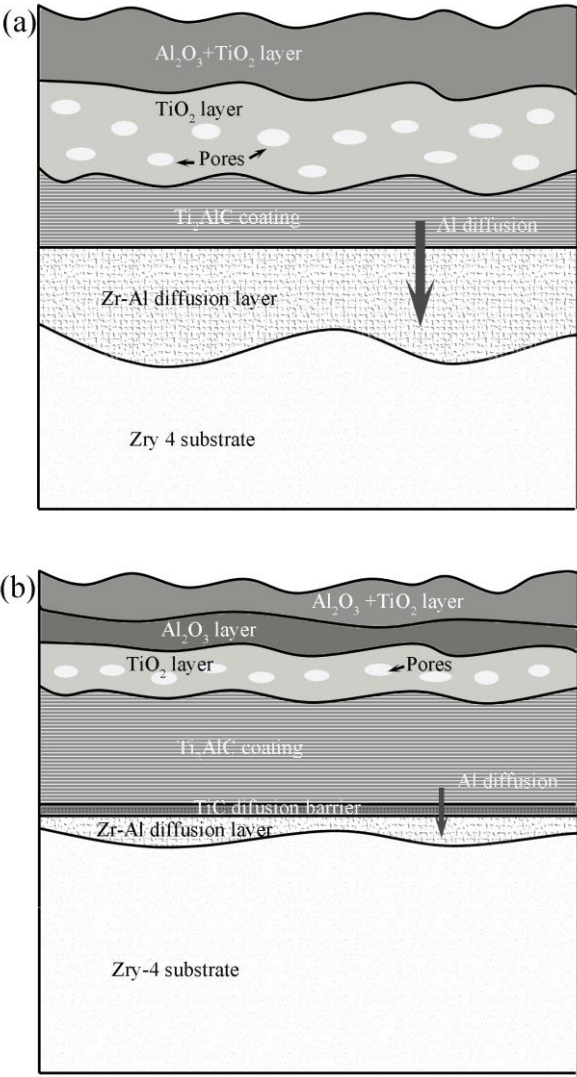 (a)
Al₂O₃+TiO₂ layer
TiO₂ layer
Pores
Ti₂AlC coating
Al diffusion
Zr-Al diffusion layer
Zry 4 substrate
(b)
Al₂O₃ +TiO₂ layer
Al₂O₃ layer
TiO₂ layer
Pores
Ti₂AlC coating
Al diffusion
TiC difusion barrier
Zr-Al diffusion layer
Zry-4 substrate